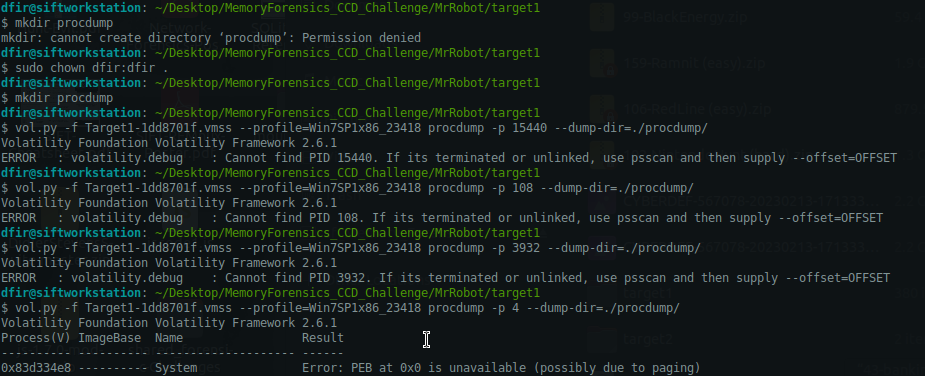 dfir@siftworkstation: ~/Desktop/MemoryForensics_CCD_Challenge/MrRobot/target1
$ mkdir procdump
mkdir: cannot create directory ‘procdump’: Permission denied
dfir@siftworkstation: ~/Desktop/MemoryForensics_CCD_Challenge/MrRobot/target1
$ sudo chown dfir:dfir .
dfir@siftworkstation: ~/Desktop/MemoryForensics_CCD_Challenge/MrRobot/target1
$ mkdir procdump
dfir@siftworkstation: ~/Desktop/MemoryForensics_CCD_Challenge/MrRobot/target1
$ vol.py -f Target1-1dd8701f.vmss --profile=Win7SP1x86_23418 procdump -p 15440 --dump-dir=./procdump/
Volatility Foundation Volatility Framework 2.6.1
ERROR   : volatility.debug    : Cannot find PID 15440. If its terminated or unlinked, use psscan and then supply --offset=OFFSET
dfir@siftworkstation: ~/Desktop/MemoryForensics_CCD_Challenge/MrRobot/target1
$ vol.py -f Target1-1dd8701f.vmss --profile=Win7SP1x86_23418 procdump -p 108 --dump-dir=./procdump/
Volatility Foundation Volatility Framework 2.6.1
ERROR   : volatility.debug    : Cannot find PID 108. If its terminated or unlinked, use psscan and then supply --offset=OFFSET
dfir@siftworkstation: ~/Desktop/MemoryForensics_CCD_Challenge/MrRobot/target1
$ vol.py -f Target1-1dd8701f.vmss --profile=Win7SP1x86_23418 procdump -p 3932 --dump-dir=./procdump/
Volatility Foundation Volatility Framework 2.6.1
ERROR   : volatility.debug    : Cannot find PID 3932. If its terminated or unlinked, use psscan and then supply --offset=OFFSET
dfir@siftworkstation: ~/Desktop/MemoryForensics_CCD_Challenge/MrRobot/target1
$ vol.py -f Target1-1dd8701f.vmss --profile=Win7SP1x86_23418 procdump -p 4 --dump-dir=./procdump/
Volatility Foundation Volatility Framework 2.6.1
Process(V) ImageBase  Name                 Result
---------- ---------- -------------------- ------
0x83d334e8 ---------- System               Error: PEB at 0x0 is unavailable (possibly due to paging)